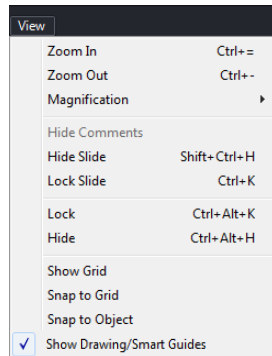 View
Zoom In Ctrl+=
Zoom Out Ctrl+-
Magnification
Hide Comments
Hide Slide Shift+Ctrl+H
Lock Slide Ctrl+K
Lock Ctrl+Alt+K
Hide Ctrl+Alt+H
Show Grid
Snap to Grid
Snap to Object
Show Drawing/Smart Guides